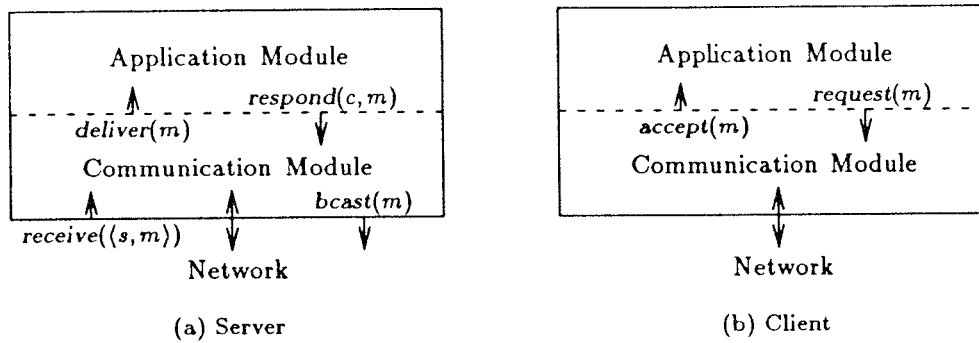 Application Module
respond(c, m)
deliver(m)
Communication Module
bcast(m)
receive(⟨s, m⟩)
Network
(a) Server
Application Module
request(m)
accept(m)
Communication Module
Network
(b) Client